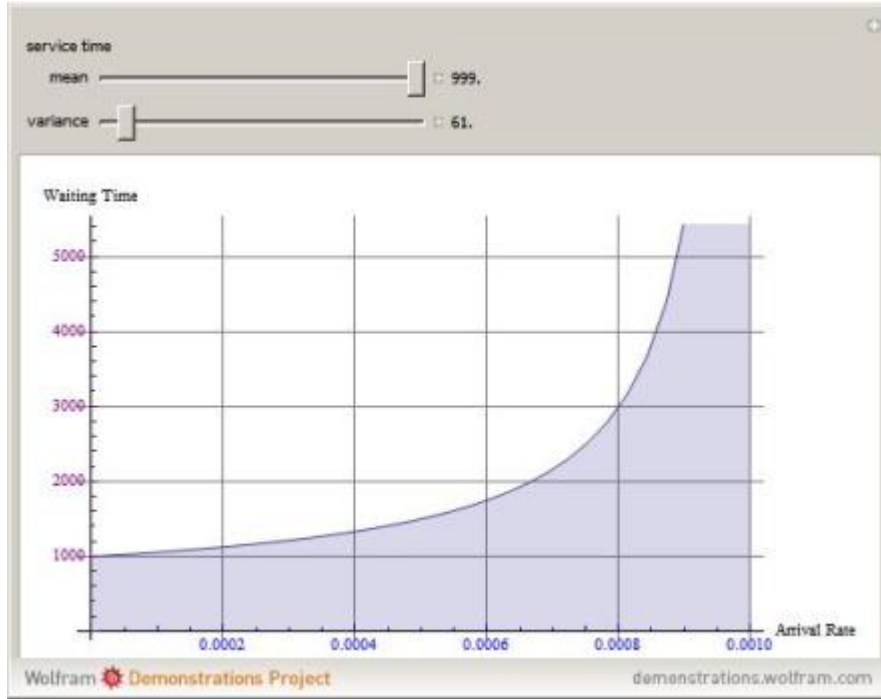 service time
mean 999.
variance 61.
Waiting Time
5000
4000
3000
2000
1000
0.0002 0.0004 0.0006 0.0008 0.0010 Arrival Rate
Wolfram Demonstrations Project demonstrations.wolfram.com